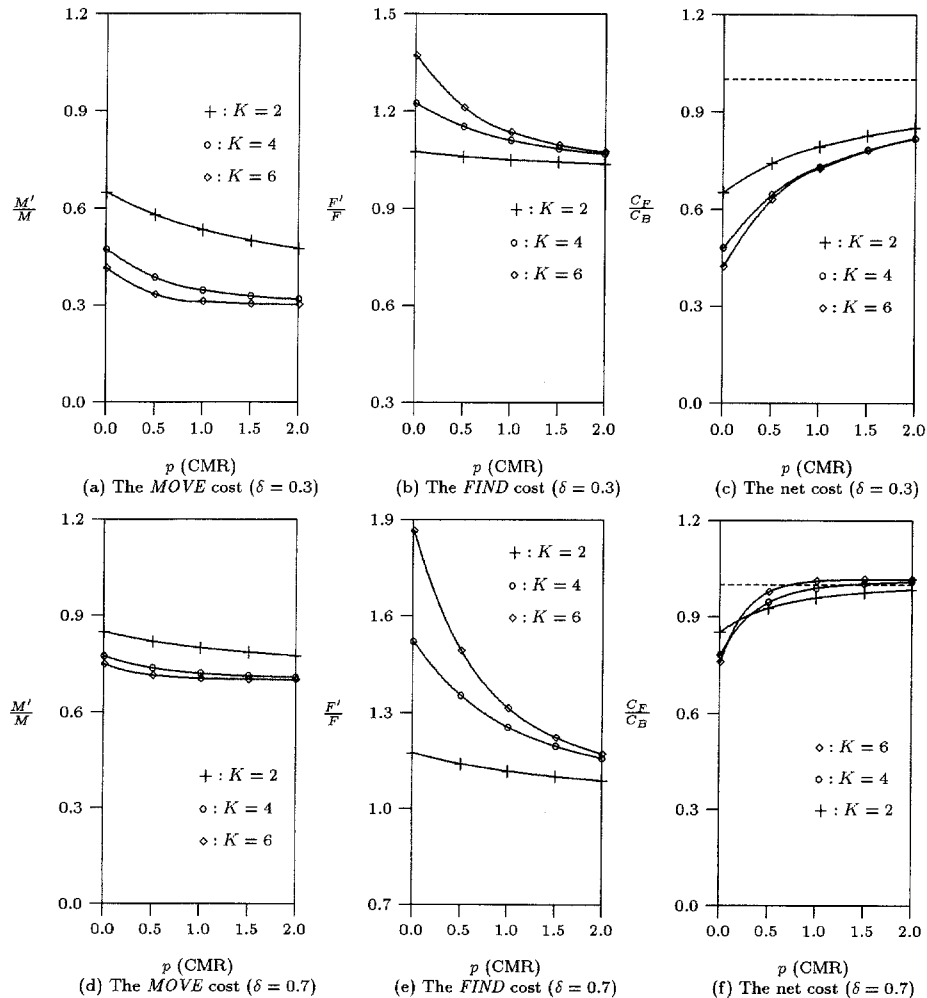 1.2
0.9
0.6
0.3
0.0
M′/M
+ : K = 2
○ : K = 4
◇ : K = 6
0.0 0.5 1.0 1.5 2.0
p (CMR)
(a) The MOVE cost (δ = 0.3)
1.5
1.2
0.9
0.6
0.3
F′/F
+ : K = 2
○ : K = 4
◇ : K = 6
0.0 0.5 1.0 1.5 2.0
p (CMR)
(b) The FIND cost (δ = 0.3)
1.2
1.0
0.8
0.6
0.4
0.2
0.0
C_F/C_B
+ : K = 2
○ : K = 4
◇ : K = 6
0.0 0.5 1.0 1.5 2.0
p (CMR)
(c) The net cost (δ = 0.3)
1.2
0.9
0.6
0.3
0.0
M′/M
+ : K = 2
○ : K = 4
◇ : K = 6
0.0 0.5 1.0 1.5 2.0
p (CMR)
(d) The MOVE cost (δ = 0.7)
1.9
1.6
1.3
1.0
0.7
F′/F
+ : K = 2
○ : K = 4
◇ : K = 6
0.0 0.5 1.0 1.5 2.0
p (CMR)
(e) The FIND cost (δ = 0.7)
1.2
0.9
0.6
0.3
0.0
C_F/C_B
◇ : K = 6
○ : K = 4
+ : K = 2
0.0 0.5 1.0 1.5 2.0
p (CMR)
(f) The net cost (δ = 0.7)